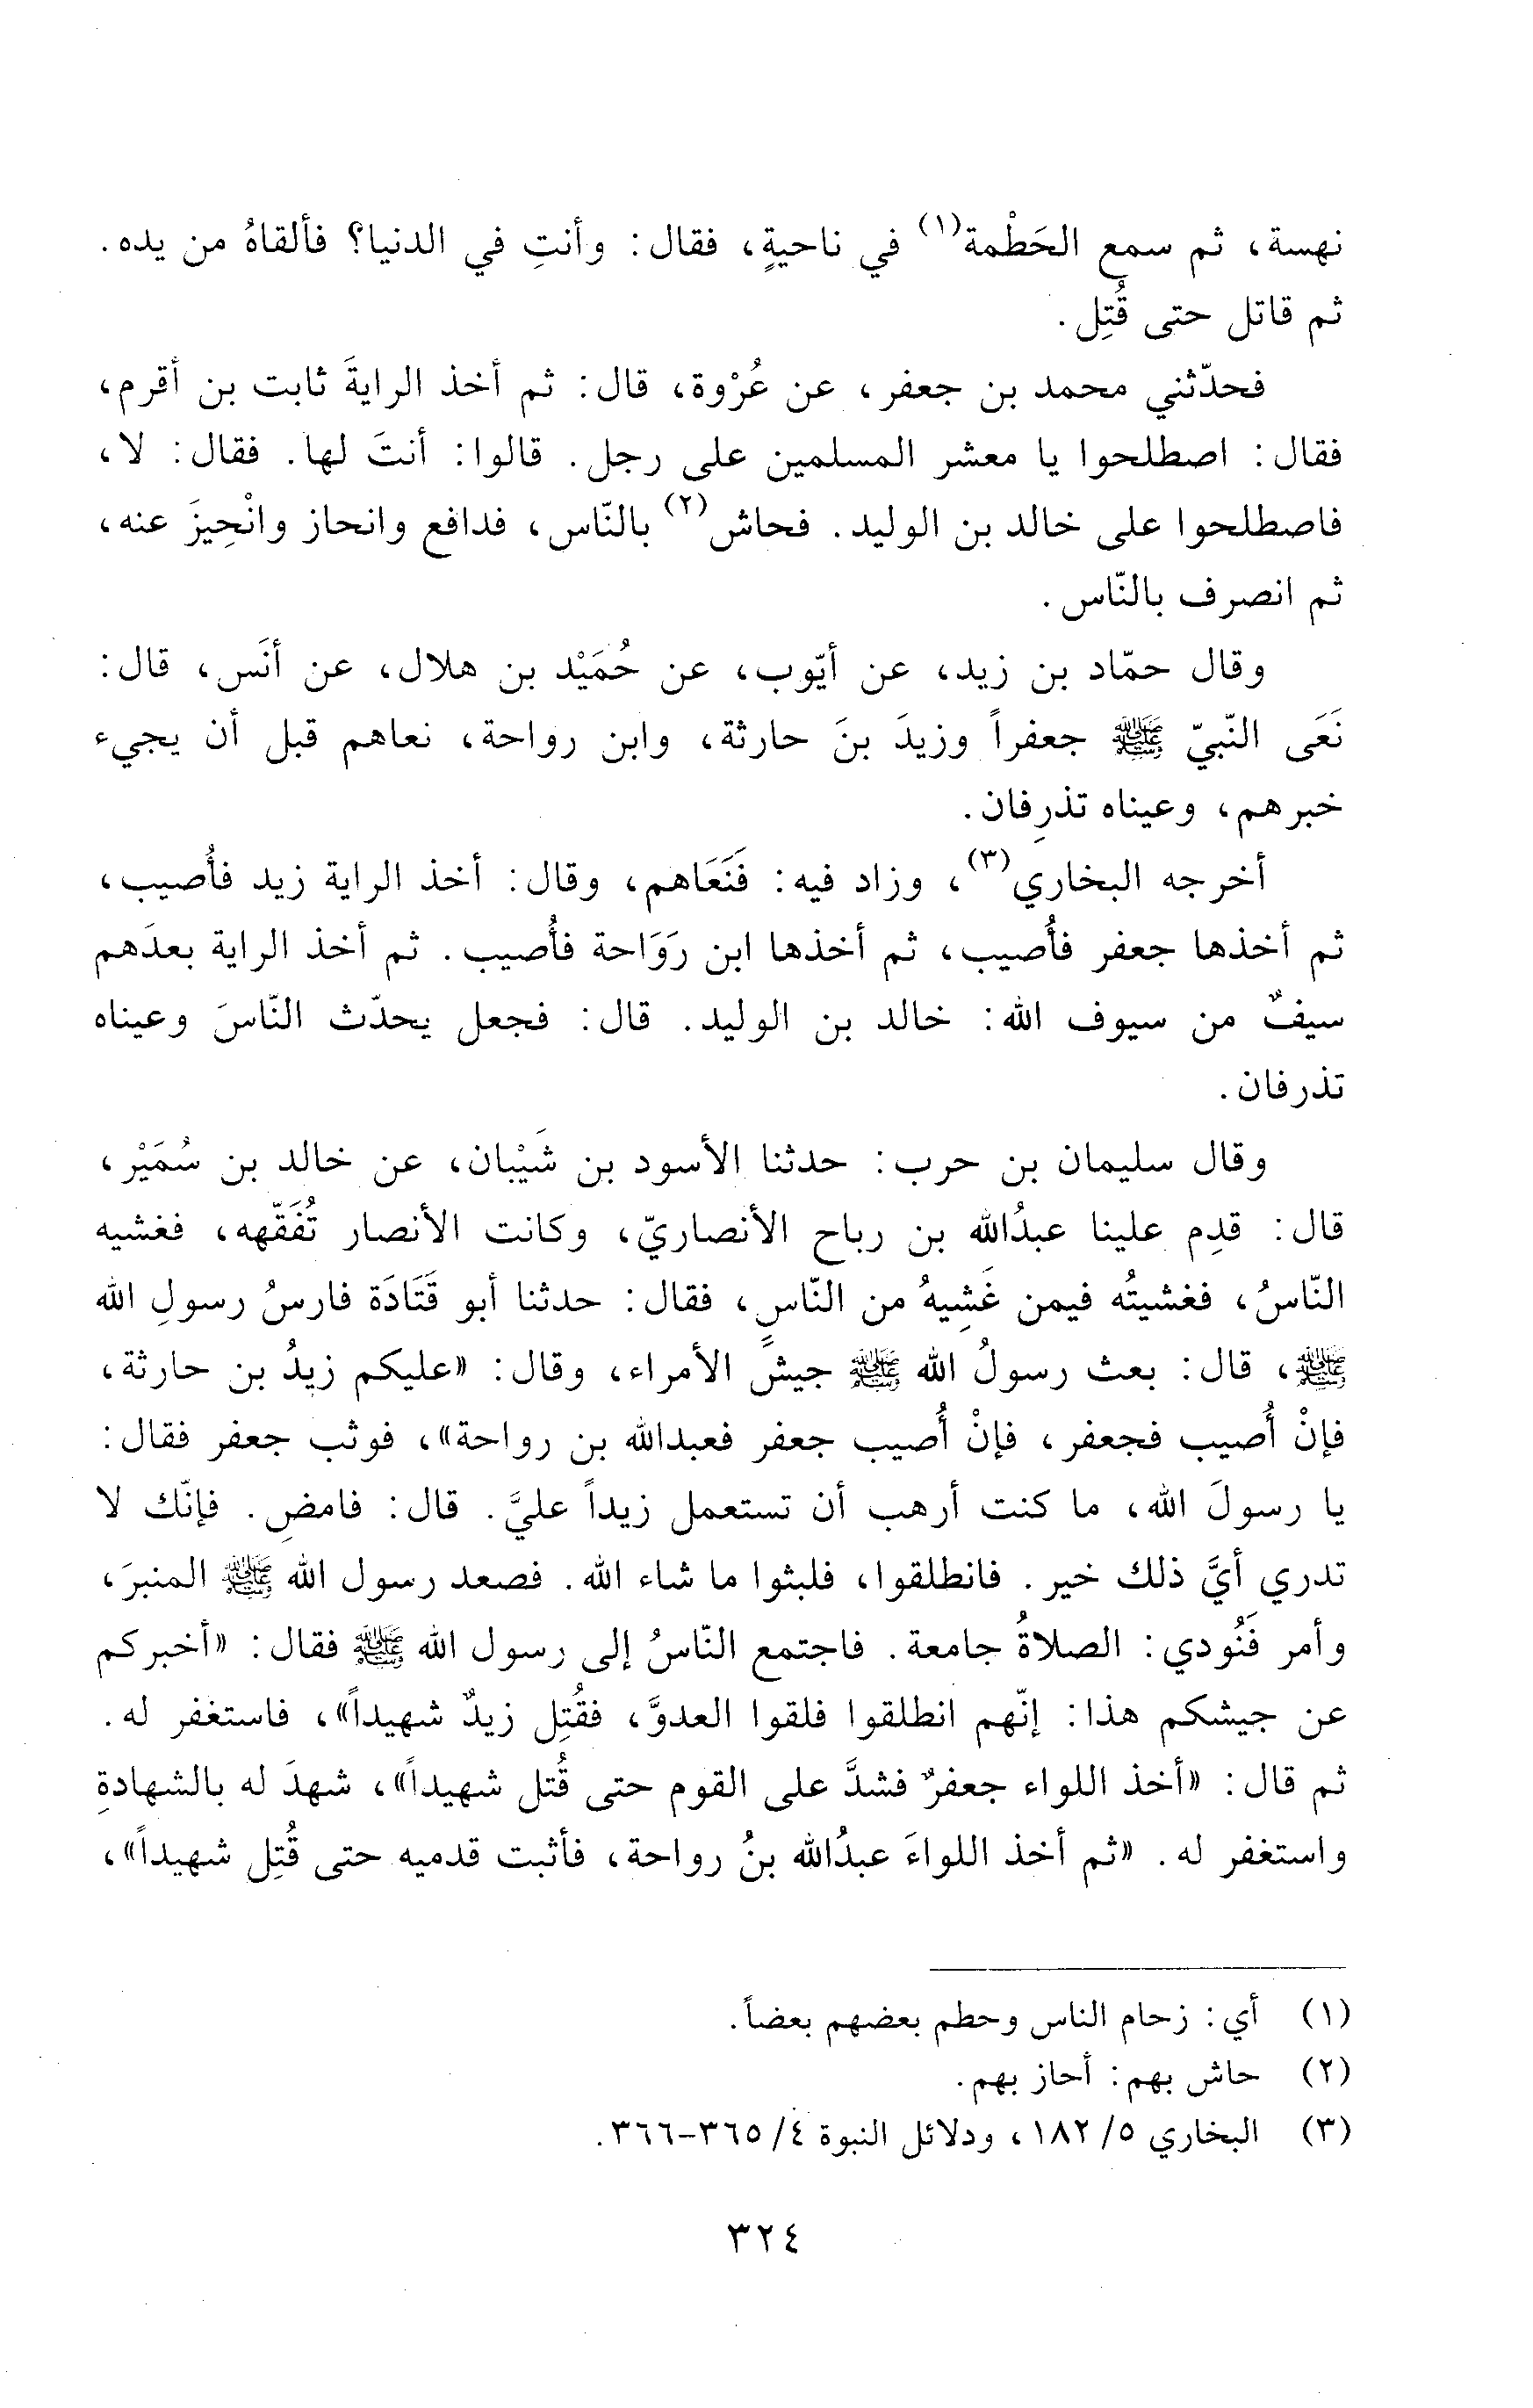 نهسة، ثم سمع الحَطْمة(١) في ناحيةٍ، فقال: وأنتِ في الدنيا؟ فألقاهُ من يده.
ثم قاتل حتى قُتِل.
فحدّثني محمد بن جعفر، عن عُرْوة، قال: ثم أخذ الرايةَ ثابت بن أقرم،
فقال: اصطلحوا يا معشر المسلمين على رجل. قالوا: أنتَ لها. فقال: لا،
فاصطلحوا على خالد بن الوليد. فحاش(٢) بالنّاس، فدافع وانحاز وانْحِيزَ عنه،
ثم انصرف بالنّاس.
وقال حمّاد بن زيد، عن أيّوب، عن حُمَيْد بن هلال، عن أنَس، قال:
نَعَى النّبيّ ﷺ جعفراً وزيدَ بنَ حارثة، وابن رواحة، نعاهم قبل أن يجيء
خبرهم، وعيناه تذرِفان.
أخرجه البخاري(٣)، وزاد فيه: فَنَعَاهم، وقال: أخذ الراية زيد فأُصيب،
ثم أخذها جعفر فأُصيب، ثم أخذها ابن رَوَاحة فأُصيب. ثم أخذ الراية بعدَهم
سيفٌ من سيوف الله: خالد بن الوليد. قال: فجعل يحدّث النّاسَ وعيناه
تذرفان.
وقال سليمان بن حرب: حدثنا الأسود بن شَيْبان، عن خالد بن سُمَيْر،
قال: قدِم علينا عبدُالله بن رباح الأنصاريّ، وكانت الأنصار تُفَقّهه، فغشيه
النّاسُ، فغشيتُه فيمن غَشِيهُ من النّاسِ، فقال: حدثنا أبو قَتَادَة فارسُ رسولِ الله
ﷺ، قال: بعث رسولُ الله ﷺ جيشً الأمراء، وقال: «عليكم زيدُ بن حارثة،
فإنْ أُصيب فجعفر، فإنْ أُصيب جعفر فعبدالله بن رواحة»، فوثب جعفر فقال:
يا رسولَ الله، ما كنت أرهب أن تستعمل زيداً عليَّ. قال: فامضِ. فإنّك لا
تدري أيَّ ذلك خير. فانطلقوا، فلبثوا ما شاء الله. فصعد رسول الله ﷺ المنبرَ،
وأمر فَنُودي: الصلاةُ جامعة. فاجتمع النّاسُ إلى رسول الله ﷺ فقال: «أخبركم
عن جيشكم هذا: إنّهم انطلقوا فلقوا العدوَّ، فقُتِل زيدٌ شهيداً»، فاستغفر له.
ثم قال: «أخذ اللواء جعفرٌ فشدَّ على القوم حتى قُتل شهيداً»، شهدَ له بالشهادةِ
واستغفر له. «ثم أخذ اللواءَ عبدُالله بنُ رواحة، فأثبت قدميه حتى قُتِل شهيداً»،
(١) أي: زحام الناس وحطم بعضهم بعضاً.
(٢) حاش بهم: أحاز بهم.
(٣) البخاري ٥/ ١٨٢، ودلائل النبوة ٤/ ٣٦٥-٣٦٦.
٣٢٤